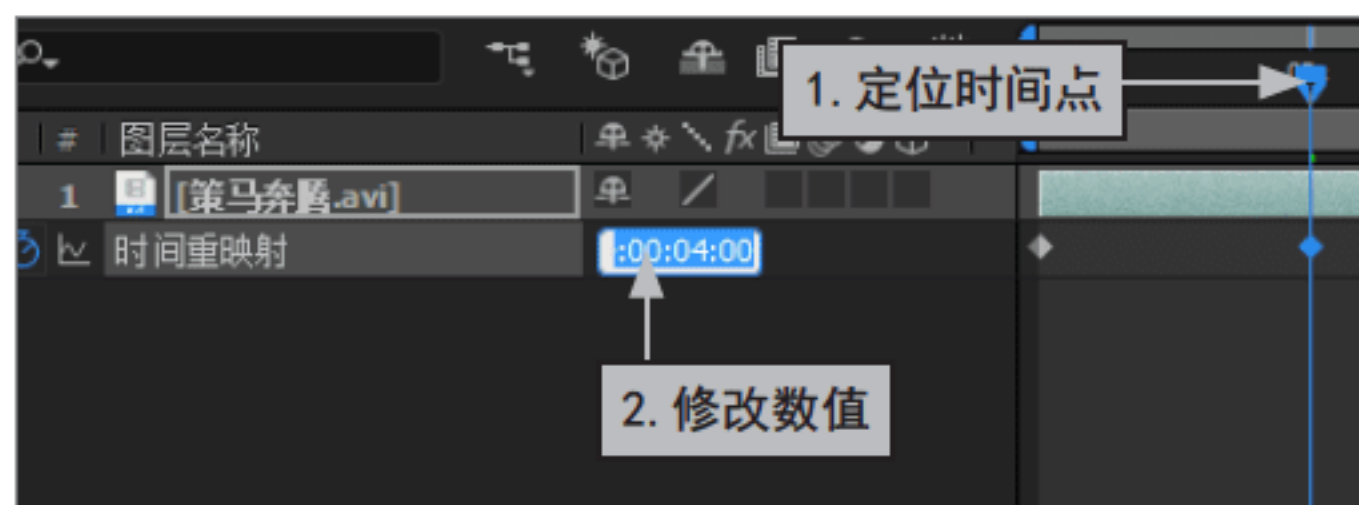 1. 定位时间点
# 图层名称 fx
1 [策马奔腾.avi]
时间重映射 :00:04:00
2. 修改数值